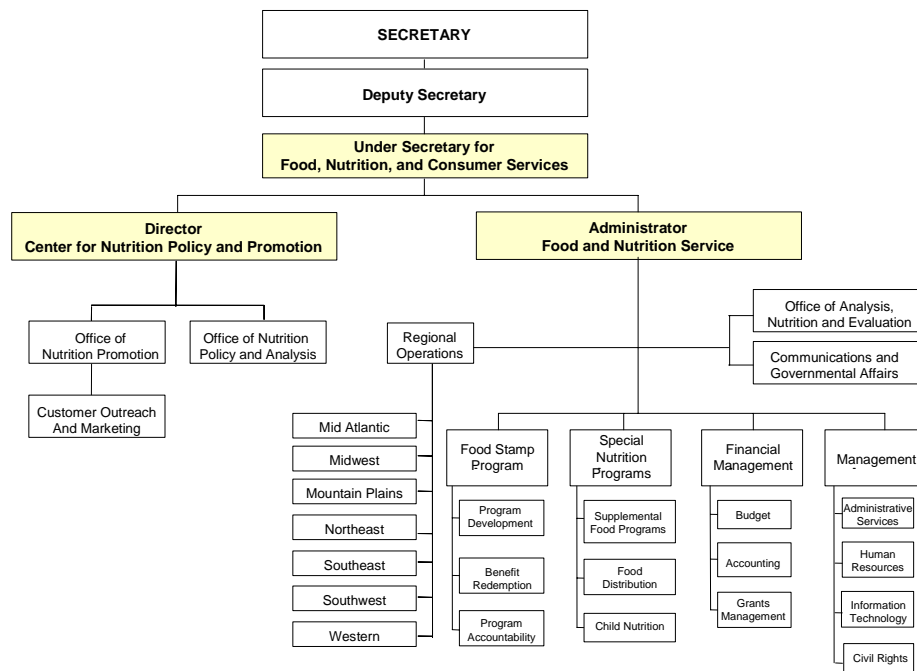 SECRETARY
Deputy Secretary
Under Secretary for
Food, Nutrition, and Consumer Services
Director
Center for Nutrition Policy and Promotion
Administrator
Food and Nutrition Service
Office of
Nutrition Promotion
Office of Nutrition
Policy and Analysis
Customer Outreach
And Marketing
Regional
Operations
Office of Analysis,
Nutrition and Evaluation
Communications and
Governmental Affairs
Mid Atlantic
Midwest
Mountain Plains
Northeast
Southeast
Southwest
Western
Food Stamp
Program
Program
Development
Benefit
Redemption
Program
Accountability
Special
Nutrition
Programs
Supplemental
Food Programs
Food
Distribution
Child Nutrition
Financial
Management
Budget
Accounting
Grants
Management
Management
Administrative
Services
Human
Resources
Information
Technology
Civil Rights